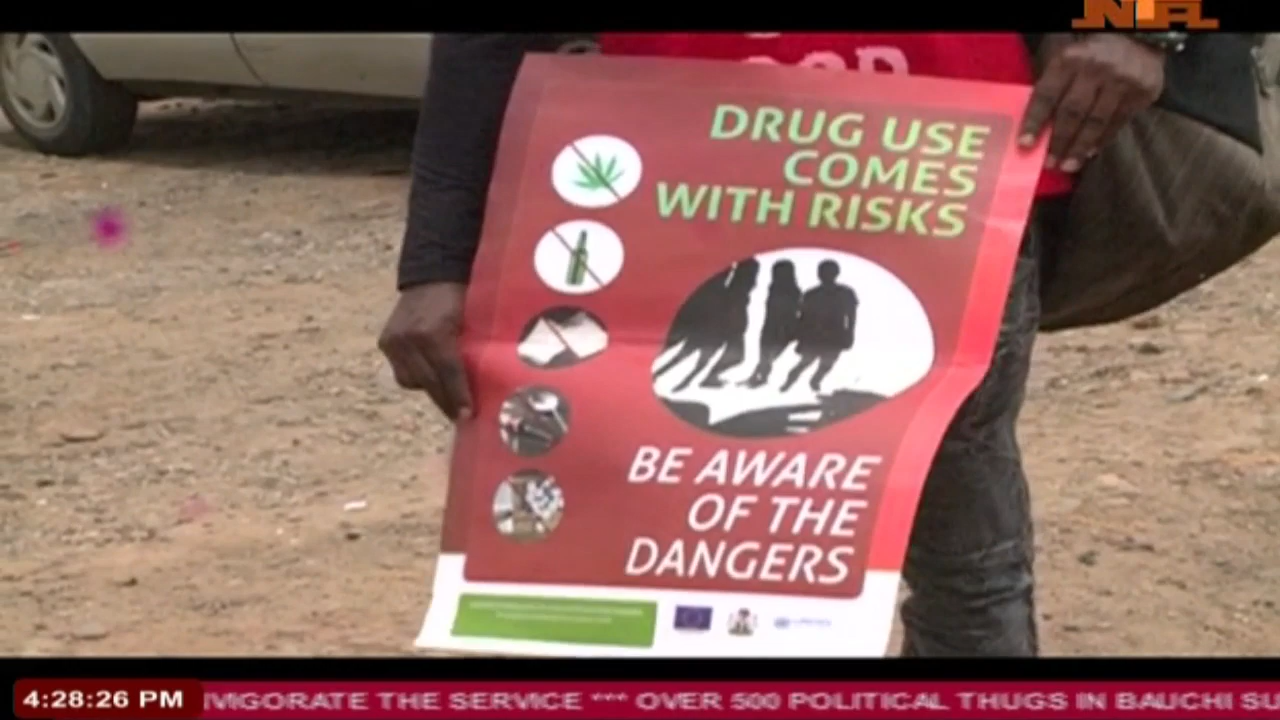 NTA
DRUG USE
COMES
WITH RISKS
BE AWARE
OF THE
DANGERS
4:28:26 PM
VIGORATE THE SERVICE *** OVER 500 POLITICAL THUGS IN BAUCHI SU